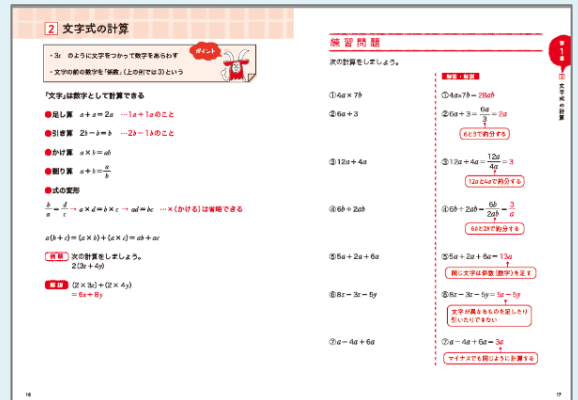 2 文字式の計算
ポイント
・3x のように文字をつかって数字をあらわす
・文字の前の数字を「係数」(上の例では3)という
「文字」は数字として計算できる
●足し算 a+a=2a …1a+1aのこと
●引き算 2b-b=b …2b-1bのこと
●かけ算 a×b=ab
●割り算 a÷b=a/b
●式の変形
b/a=d/c → a×d=b×c → ad=bc …×(かける)は省略できる
a(b+c)=(a×b)+(a×c)=ab+ac
例題 次の計算をしましょう。
2(3x+4y)
解説 (2×3x)+(2×4y)
=6x+8y
16
練習問題
次の計算をしましょう。
①4a×7b
②6a÷3
③12a÷4a
④6b÷2ab
⑤5a+2a+6a
⑥8x-3x-5y
⑦a-4a+6a
解答・解説
①4a×7b=28ab
②6a÷3=6a/3=2a
6と3で約分する
③12a÷4a=12a/4a=3
12aと4aで約分する
④6b÷2ab=6b/2ab=3/a
6bと2bで約分する
⑤5a+2a+6a=13a
同じ文字は係数(数字)を足す
⑥8x-3x-5y=5x-5y
文字が異なるものを足したり
引いたりできない
⑦a-4a+6a=3a
マイナスでも同じように計算する
第1章
2 文字式の計算
17